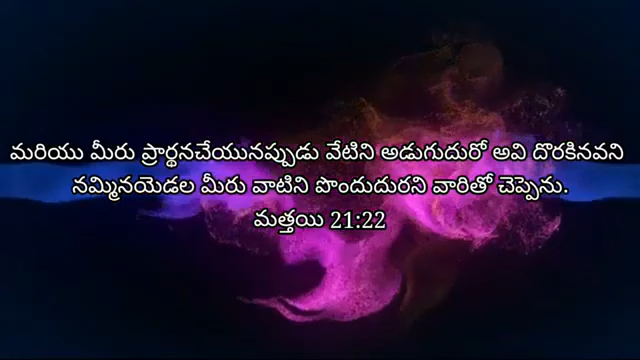 మరియు మీరు ప్రార్థనచేయునప్పుడు వేటిని అడుగుదురో అవి దొరకినవని
నమ్మినయెడల మీరు వాటిని పొందుదురని వారితో చెప్పెను.
మత్తయి 21:22